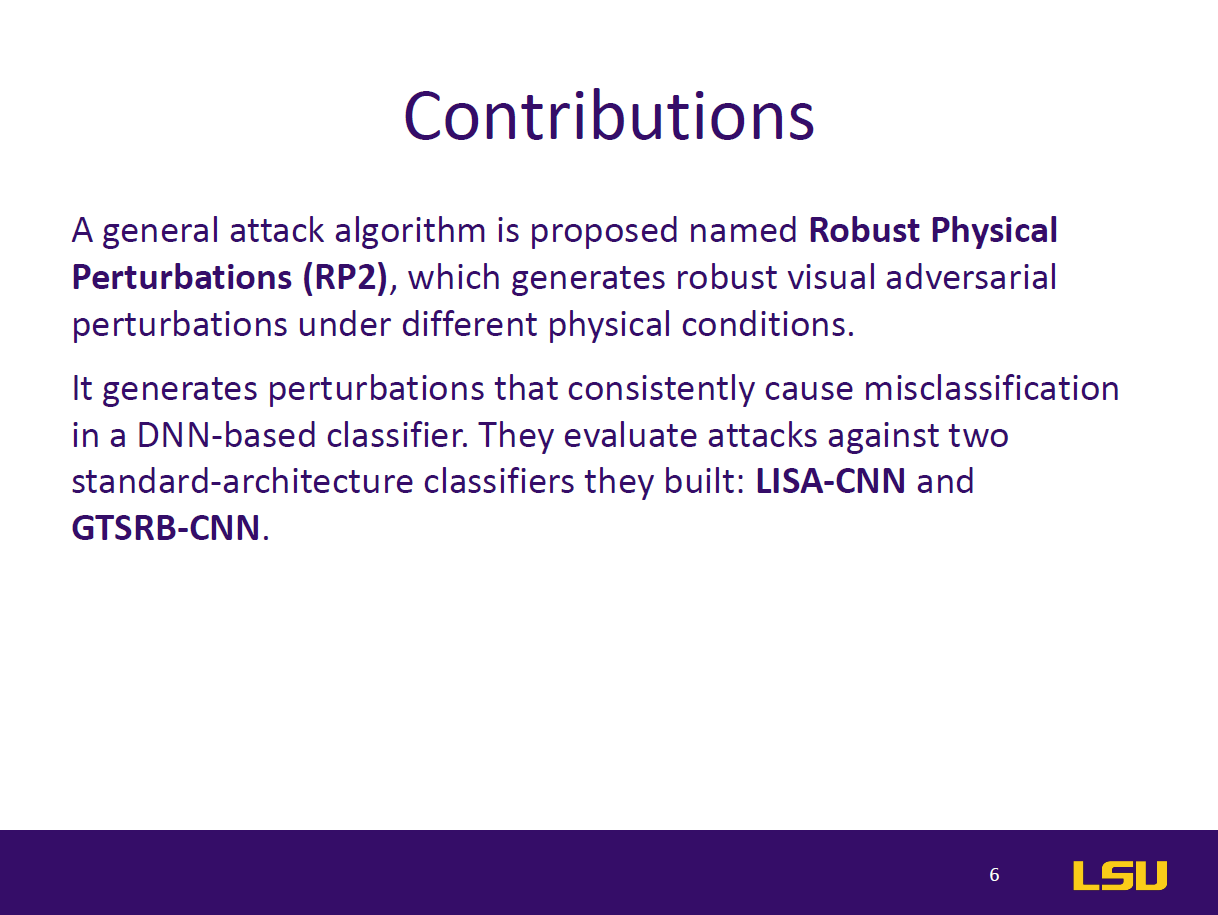 Contributions
A general attack algorithm is proposed named Robust Physical
Perturbations (RP2), which generates robust visual adversarial
perturbations under different physical conditions.
It generates perturbations that consistently cause misclassification
in a DNN-based classifier. They evaluate attacks against two
standard-architecture classifiers they built: LISA-CNN and
GTSRB-CNN.
6
LSU